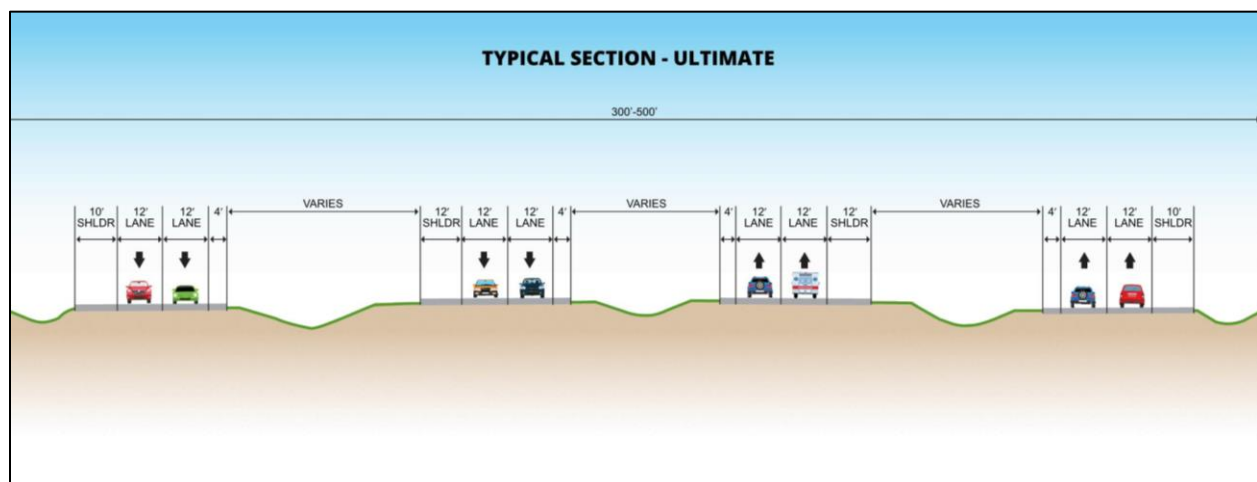 TYPICAL SECTION - ULTIMATE
300'-500'
10' SHLDR
12' LANE
12' LANE
4'
VARIES
12' SHLDR
12' LANE
12' LANE
4'
VARIES
4'
12' LANE
12' LANE
12' SHLDR
VARIES
4'
12' LANE
12' LANE
10' SHLDR